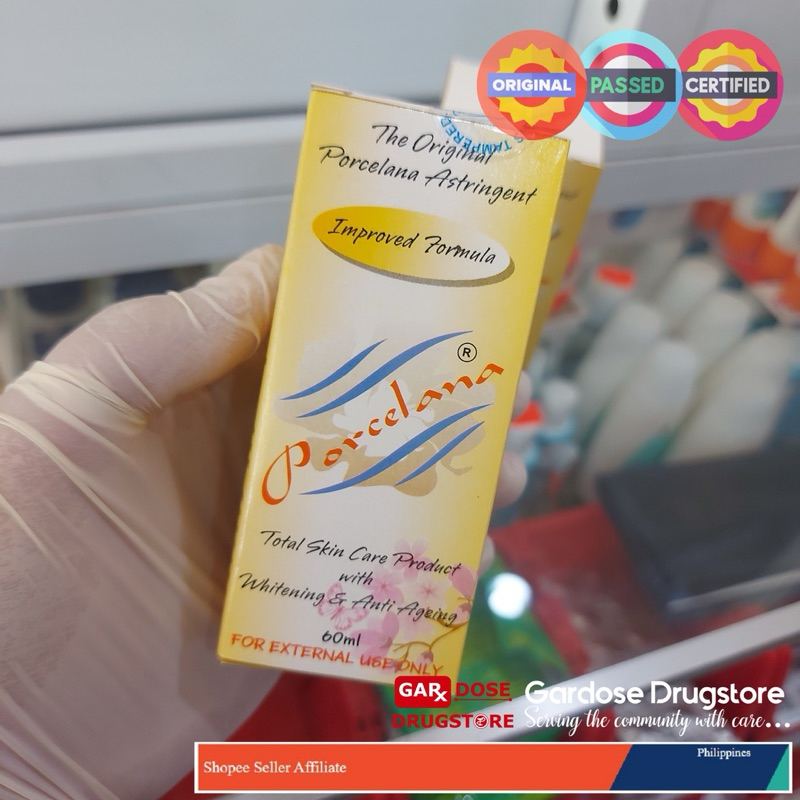 ORIGINAL
PASSED
CERTIFIED
TAMPERED
The Original
Porcelana Astringent
Improved Formula
®
Porcelana
Total Skin Care Product
with
Whitening & Anti Ageing
60ml
FOR EXTERNAL USE ONLY
GARx DOSE
DRUGSTORE
Gardose Drugstore
Serving the community with care...
Philippines
Shopee Seller Affiliate